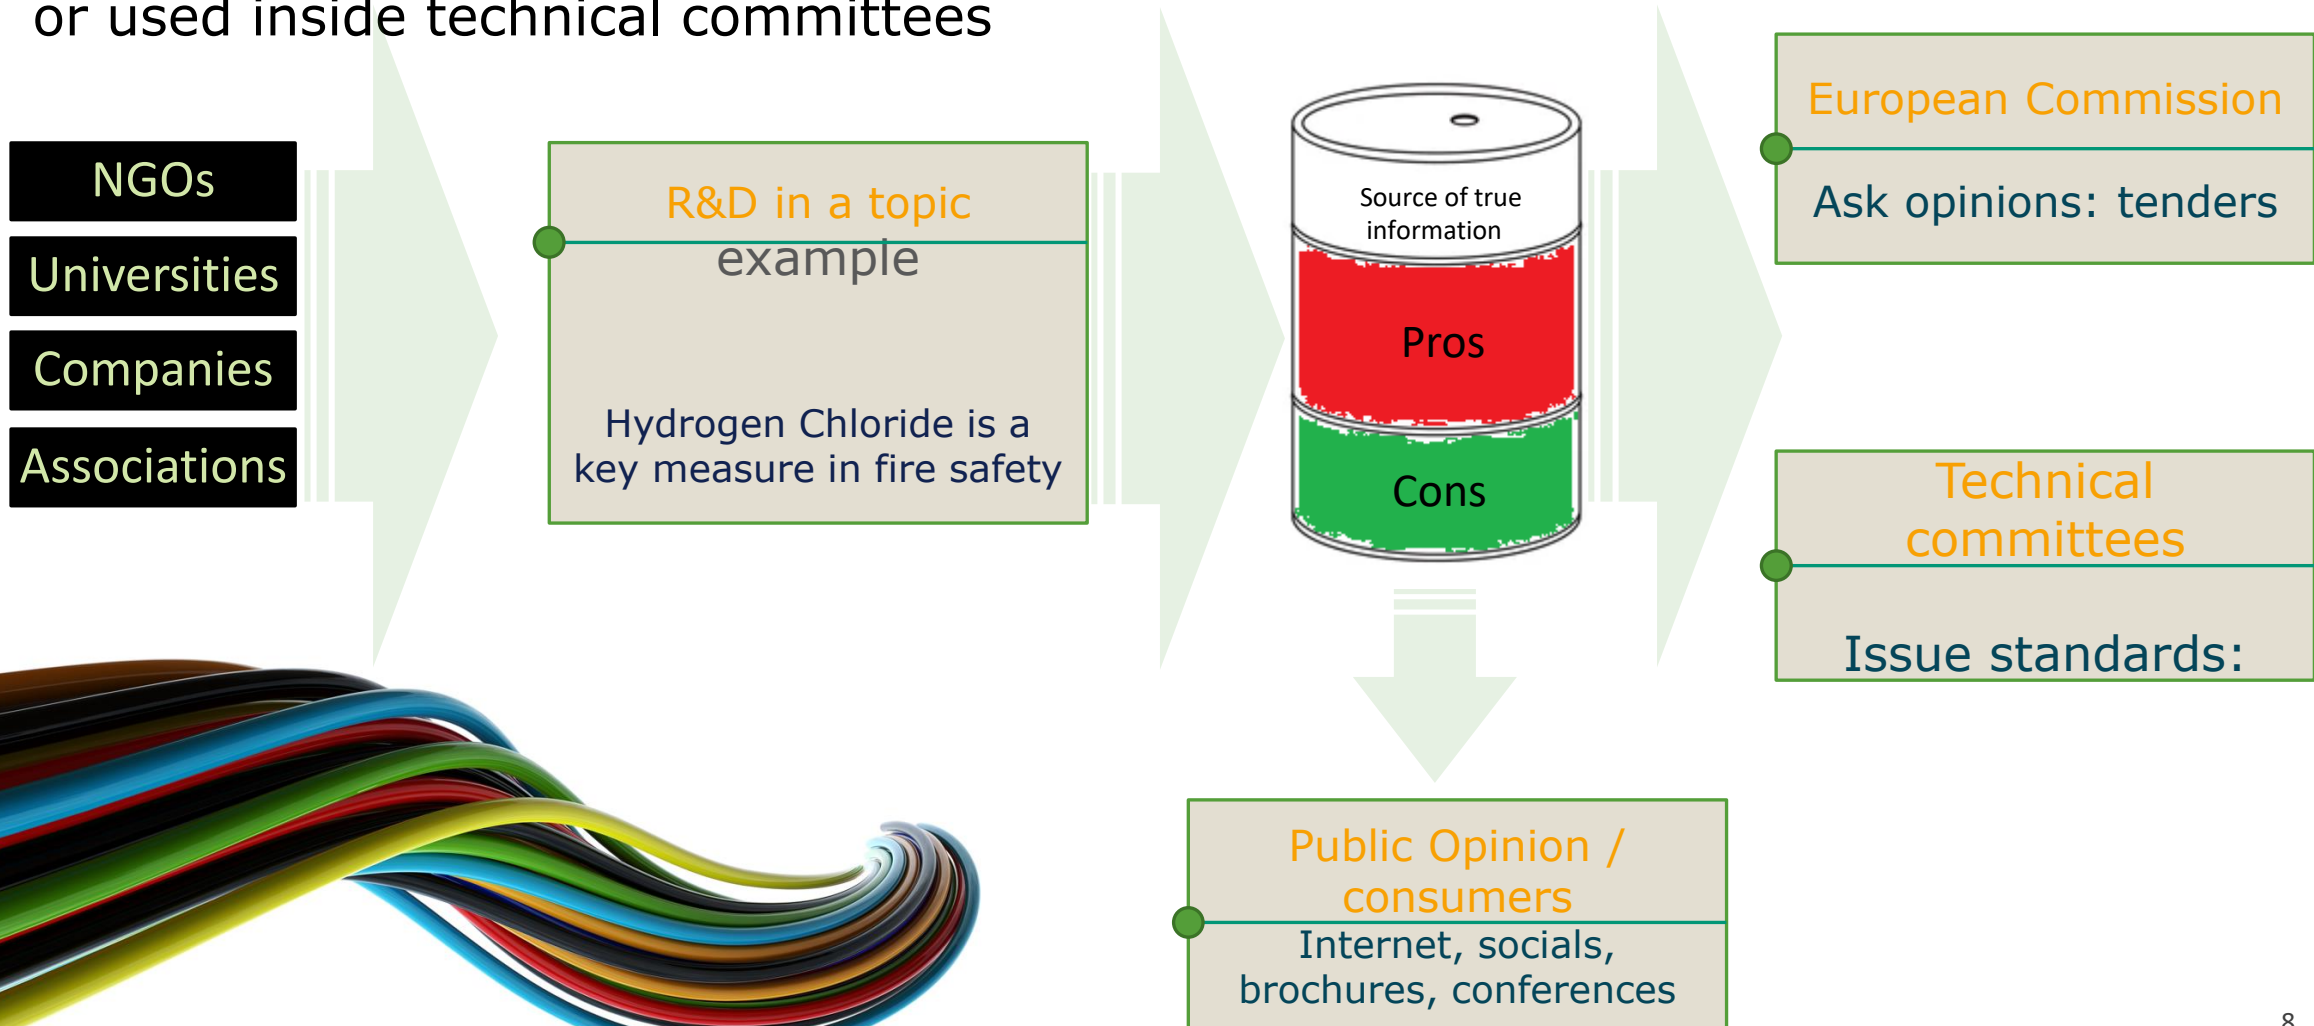 or used inside technical committees
NGOs
Universities
Companies
Associations
R&D in a topic
example
Hydrogen Chloride is a
key measure in fire safety
Source of true
information
Pros
Cons
European Commission
Ask opinions: tenders
Technical
committees
Issue standards:
Public Opinion /
consumers
Internet, socials,
brochures, conferences
8